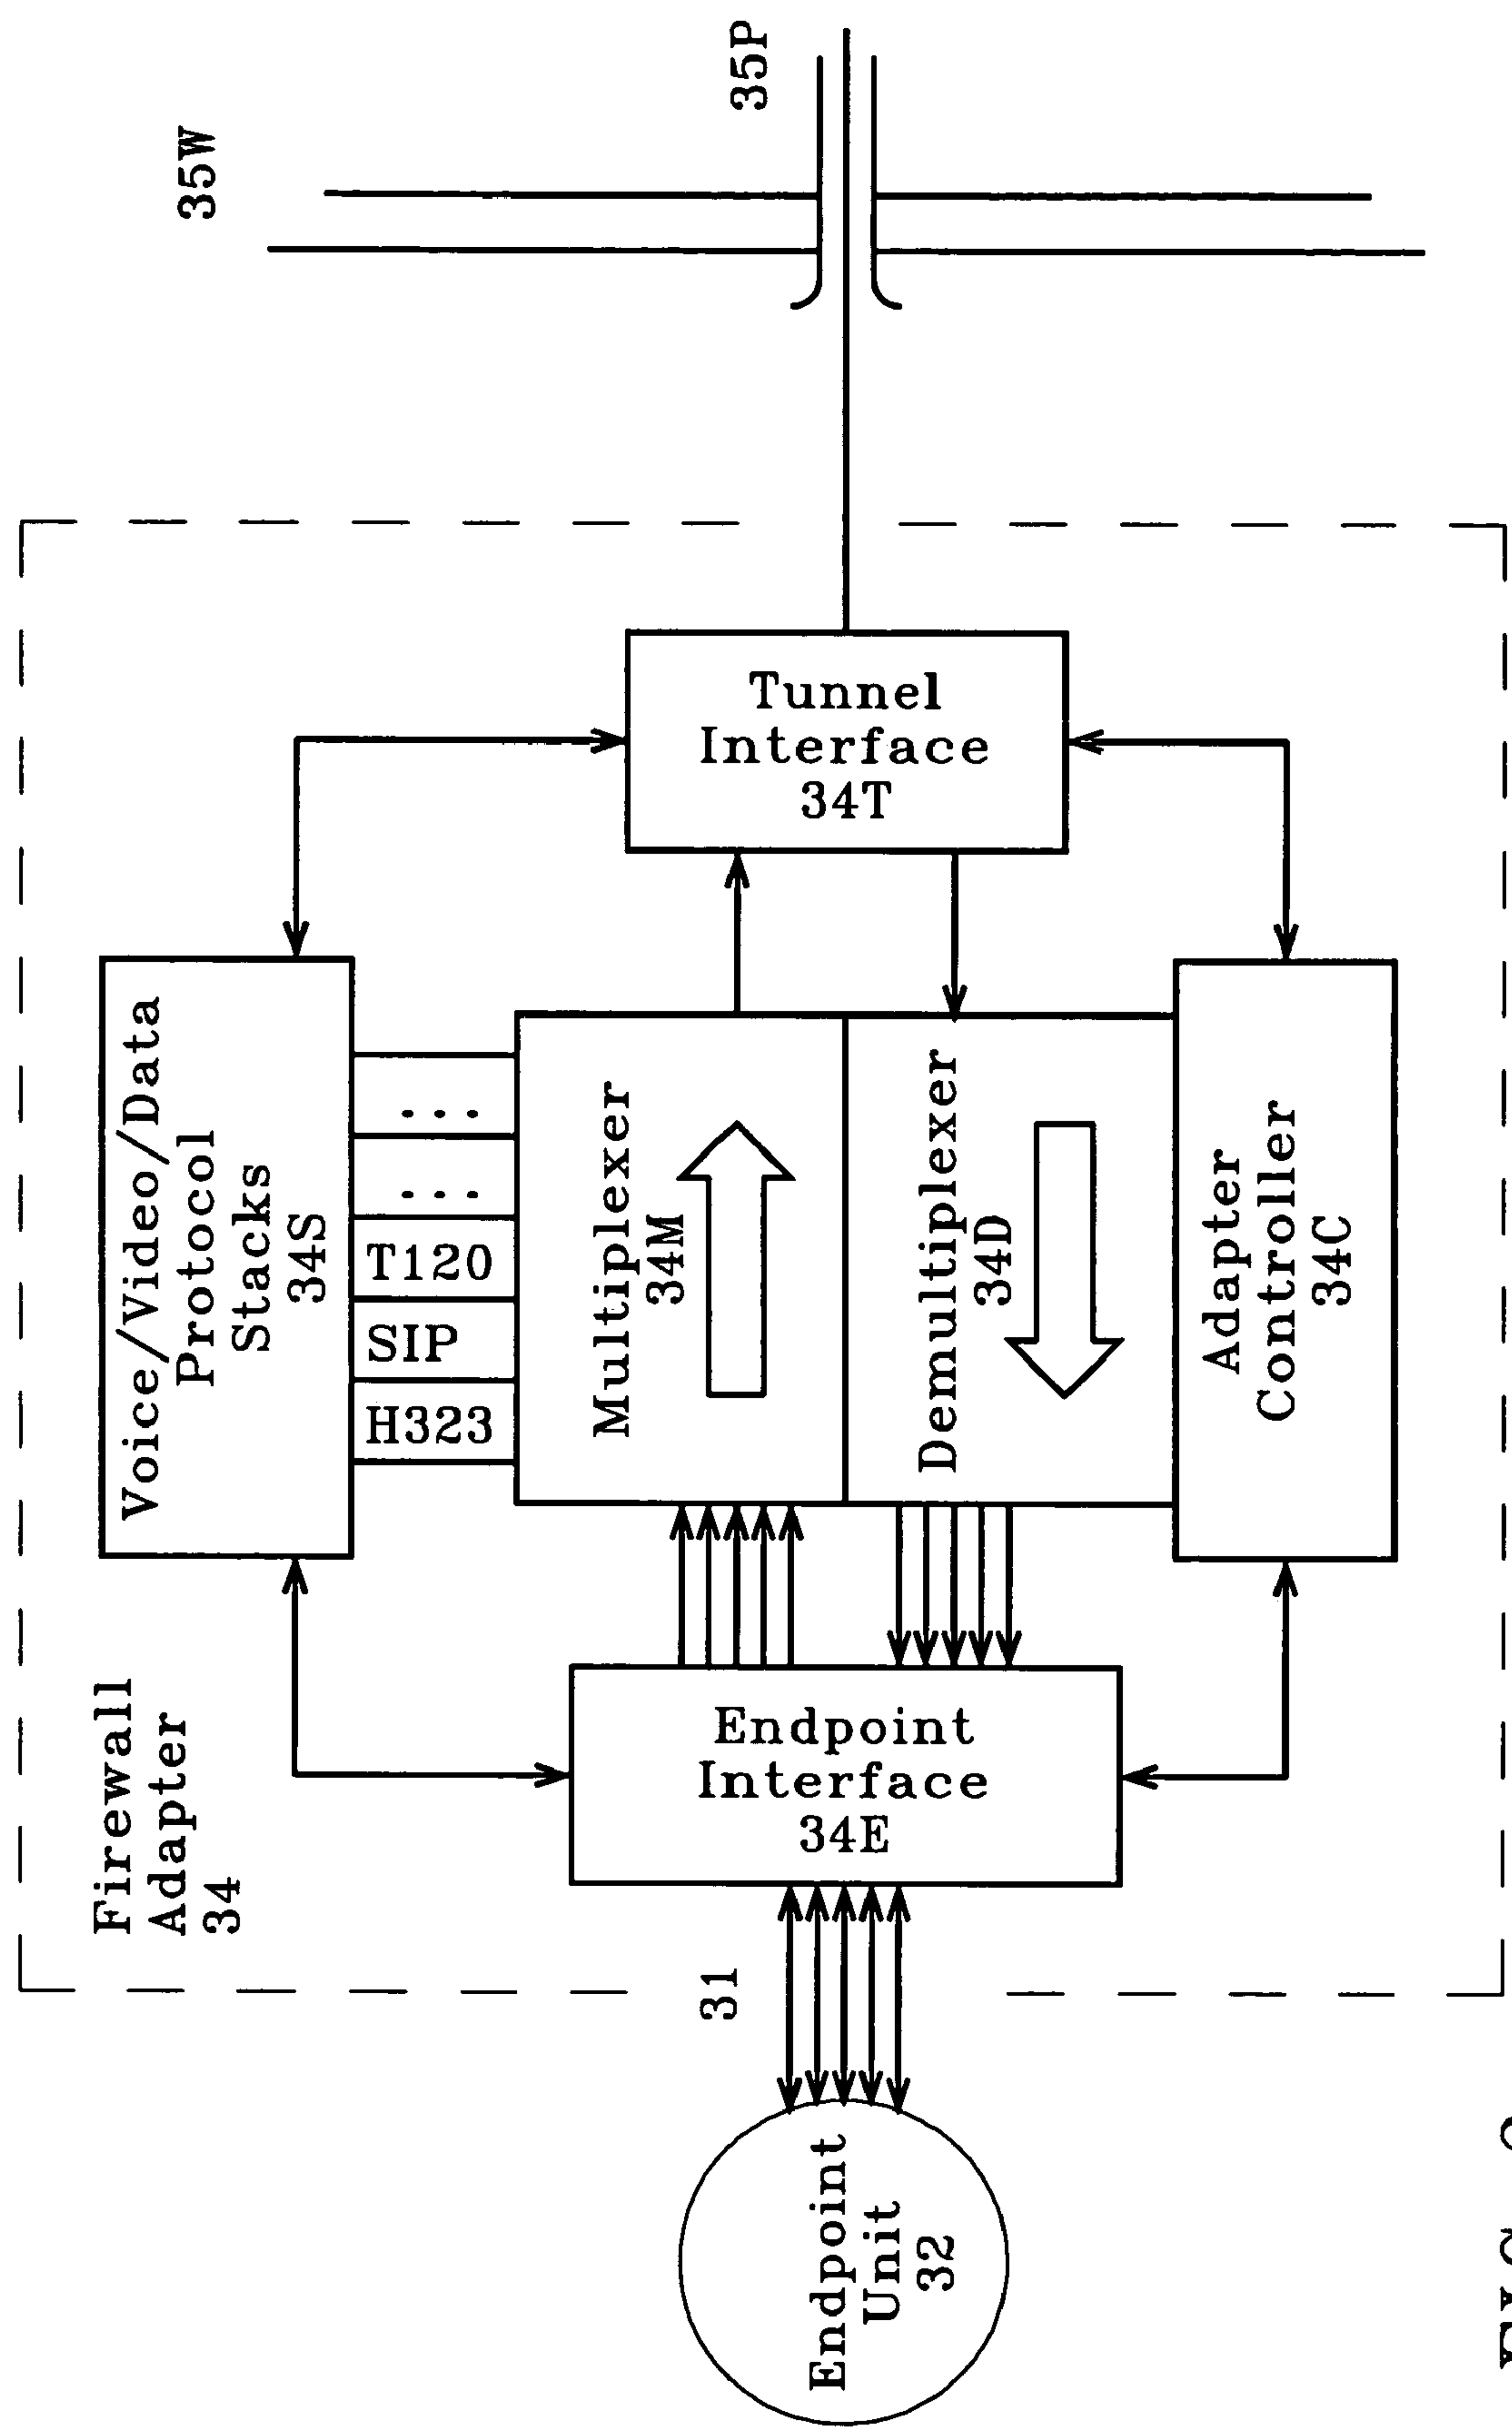 35W
35P
Firewall
Adapter
34
Voice/Video/Data
Protocol
Stacks
34S
H323
SIP
T120
...
...
Multiplexer
34M
Demultiplexer
34D
Adapter
Controller
34C
Tunnel
Interface
34T
Endpoint
Interface
34E
31
Endpoint
Unit
32